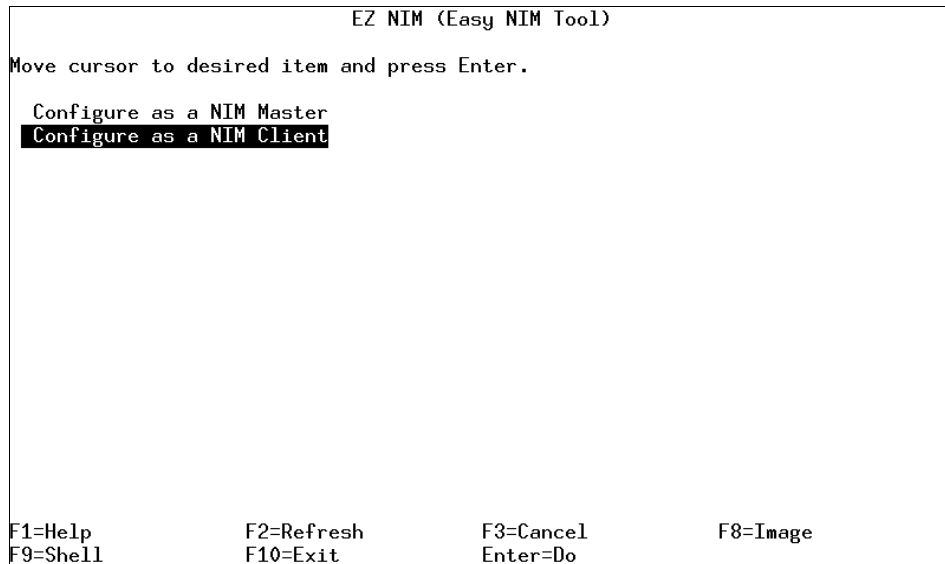 EZ NIM (Easy NIM Tool)
Move cursor to desired item and press Enter.
Configure as a NIM Master
Configure as a NIM Client
F1=Help F2=Refresh F3=Cancel F8=Image
F9=Shell F10=Exit Enter=Do